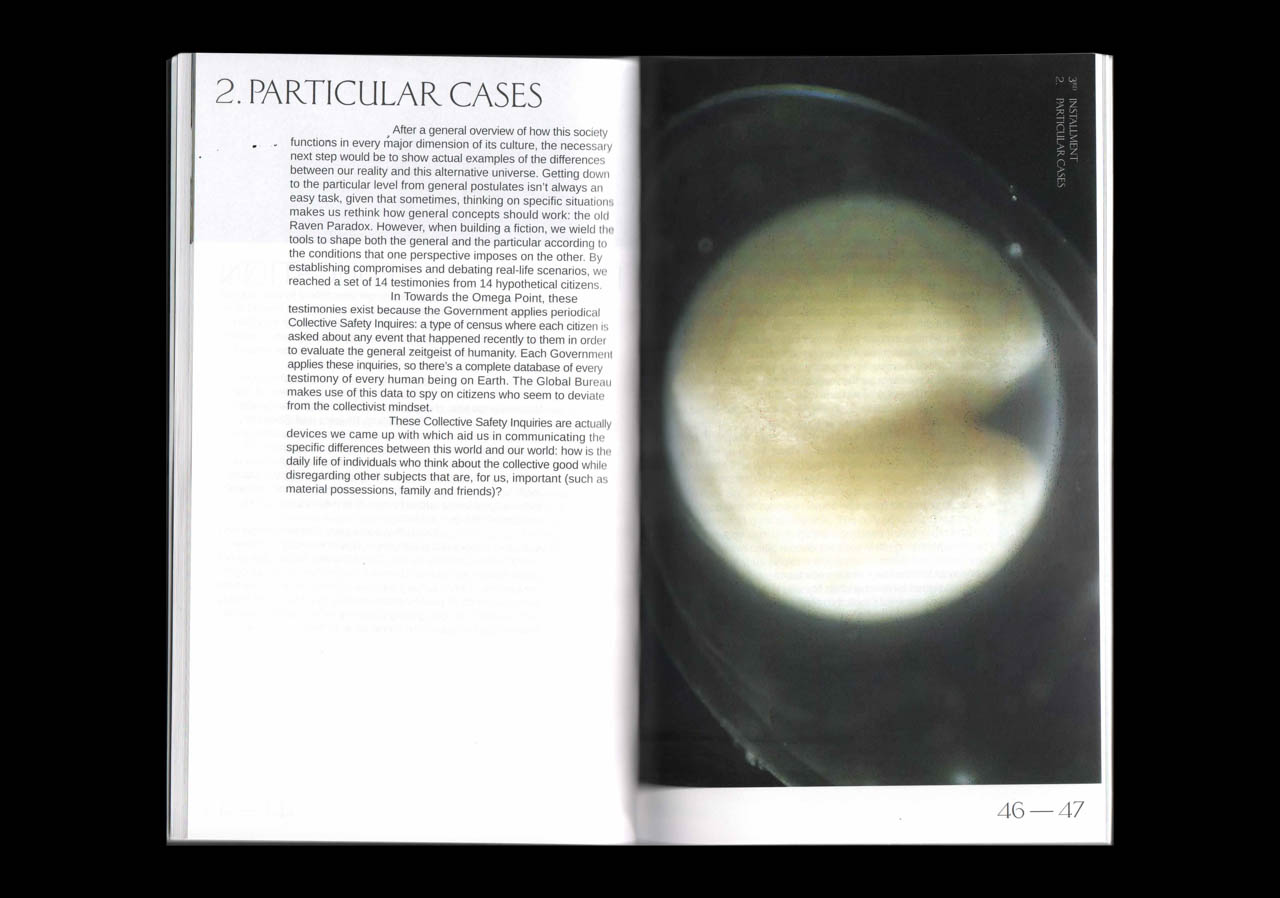 2. PARTICULAR CASES
After a general overview of how this society
functions in every major dimension of its culture, the necessary
next step would be to show actual examples of the differences
between our reality and this alternative universe. Getting down
to the particular level from general postulates isn't always an
easy task, given that sometimes, thinking on specific situations
makes us rethink how general concepts should work: the old
Raven Paradox. However, when building a fiction, we wield the
tools to shape both the general and the particular according to
the conditions that one perspective imposes on the other. By
establishing compromises and debating real-life scenarios, we
reached a set of 14 testimonies from 14 hypothetical citizens.
In Towards the Omega Point, these
testimonies exist because the Government applies periodical
Collective Safety Inquires: a type of census where each citizen is
asked about any event that happened recently to them in order
to evaluate the general zeitgeist of humanity. Each Government
applies these inquiries, so there's a complete database of every
testimony of every human being on Earth. The Global Bureau
makes use of this data to spy on citizens who seem to deviate
from the collectivist mindset.
These Collective Safety Inquiries are actually
devices we came up with which aid us in communicating the
specific differences between this world and our world: how is the
daily life of individuals who think about the collective good while
disregarding other subjects that are, for us, important (such as
material possessions, family and friends)?
3RD INSTALLMENT
2. PARTICULAR CASES
46 — 47